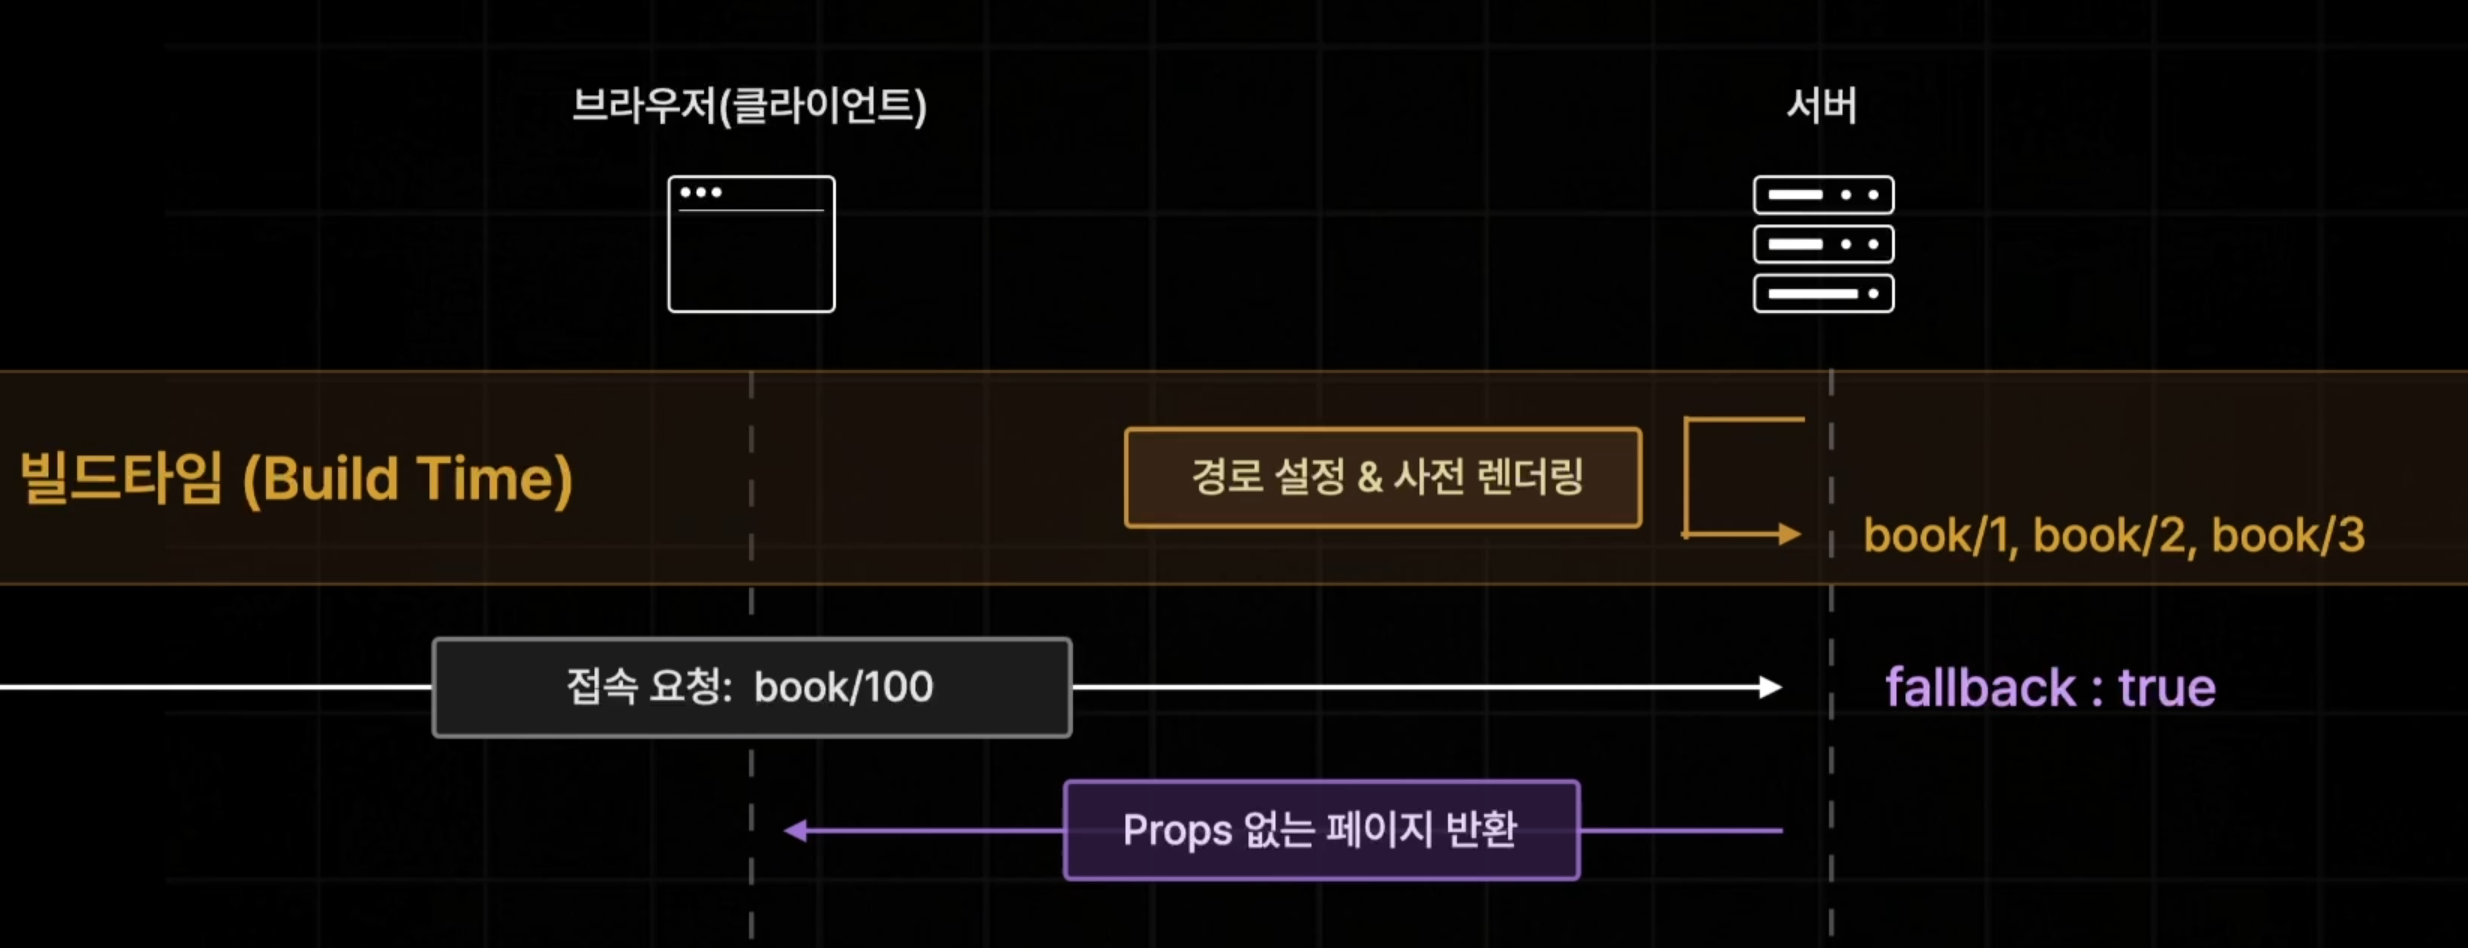 브라우저(클라이언트)
서버
빌드타임 (Build Time)
경로 설정 & 사전 렌더링
book/1, book/2, book/3
접속 요청: book/100
fallback : true
Props 없는 페이지 반환